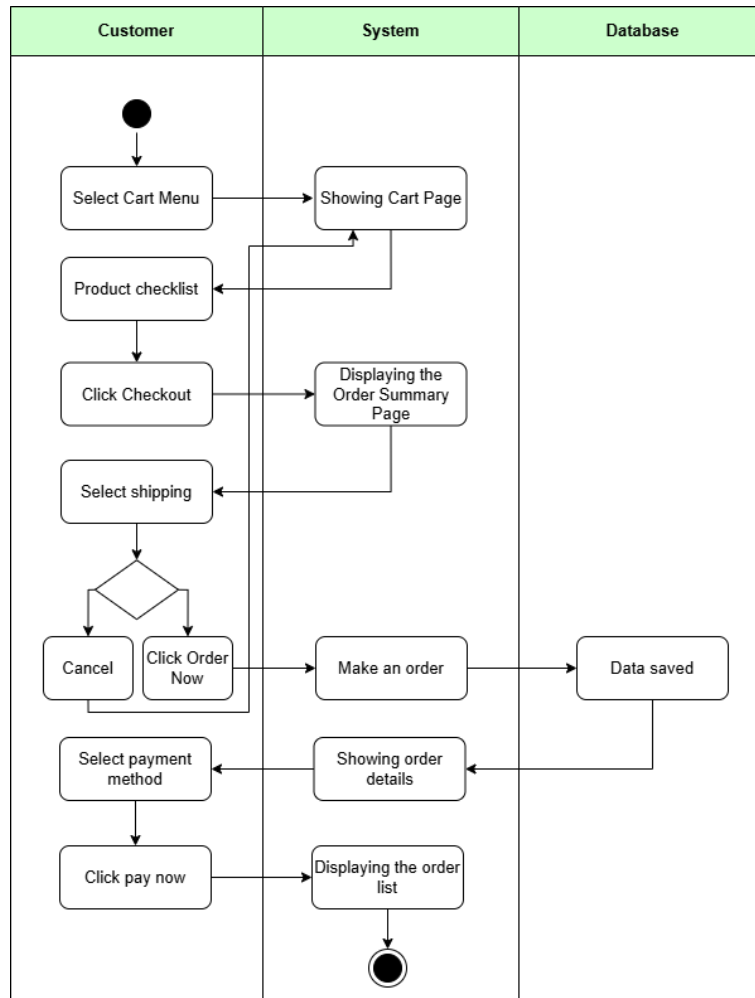 Customer
System
Database
Select Cart Menu
Showing Cart Page
Product checklist
Click Checkout
Displaying the
Order Summary
Page
Select shipping
Cancel
Click Order
Now
Make an order
Data saved
Select payment
method
Showing order
details
Click pay now
Displaying the order
list